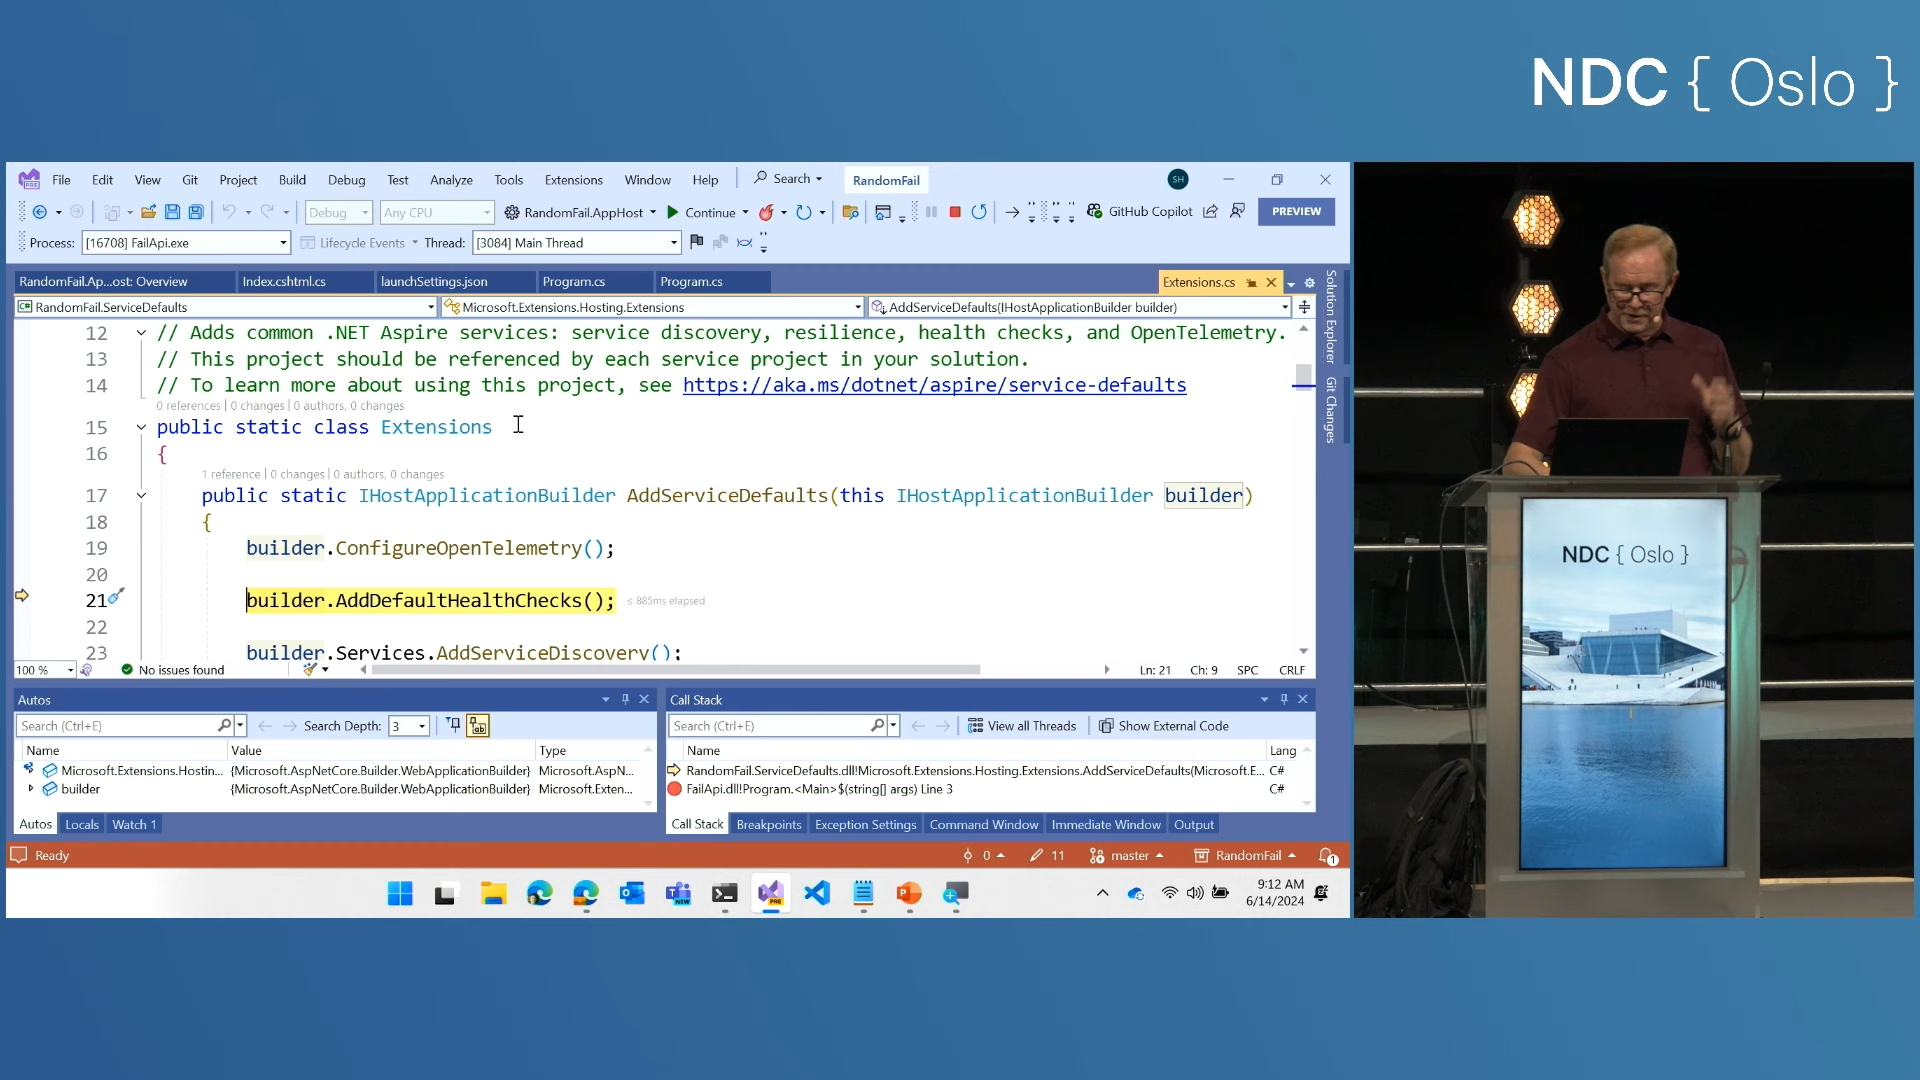 NDC { Oslo }
File Edit View Git Project Build Debug Test Analyze Tools Extensions Window Help Search RandomFail SH
Debug Any CPU RandomFail.AppHost Continue GitHub Copilot PREVIEW
Process: [16708] FailApi.exe Lifecycle Events Thread: [3084] Main Thread
RandomFail.Ap...ost: Overview Index.cshtml.cs launchSettings.json Program.cs Program.cs Extensions.cs
RandomFail.ServiceDefaults Microsoft.Extensions.Hosting.Extensions AddServiceDefaults(IHostApplicationBuilder builder)
Solution Explorer
Git Changes
12 // Adds common .NET Aspire services: service discovery, resilience, health checks, and OpenTelemetry.
13 // This project should be referenced by each service project in your solution.
14 // To learn more about using this project, see https://aka.ms/dotnet/aspire/service-defaults
0 references | 0 changes | 0 authors, 0 changes
15 public static class Extensions
16 {
1 reference | 0 changes | 0 authors, 0 changes
17 public static IHostApplicationBuilder AddServiceDefaults(this IHostApplicationBuilder builder)
18 {
19 builder.ConfigureOpenTelemetry();
20
21 builder.AddDefaultHealthChecks(); ≤ 885ms elapsed
22
23 builder.Services.AddServiceDiscovery();
100 % No issues found Ln: 21 Ch: 9 SPC CRLF
Autos
Search (Ctrl+E) Search Depth: 3
Name Value Type
Microsoft.Extensions.Hostin... {Microsoft.AspNetCore.Builder.WebApplicationBuilder} Microsoft.AspN...
builder {Microsoft.AspNetCore.Builder.WebApplicationBuilder} Microsoft.Exten...
Autos Locals Watch 1
Call Stack
Search (Ctrl+E) View all Threads Show External Code
Name Lang
RandomFail.ServiceDefaults.dll!Microsoft.Extensions.Hosting.Extensions.AddServiceDefaults(Microsoft.E... C#
FailApi.dll!Program.<Main>$(string[] args) Line 3 C#
Call Stack Breakpoints Exception Settings Command Window Immediate Window Output
Ready 0 11 master RandomFail 1
9:12 AM
6/14/2024
NDC { Oslo }